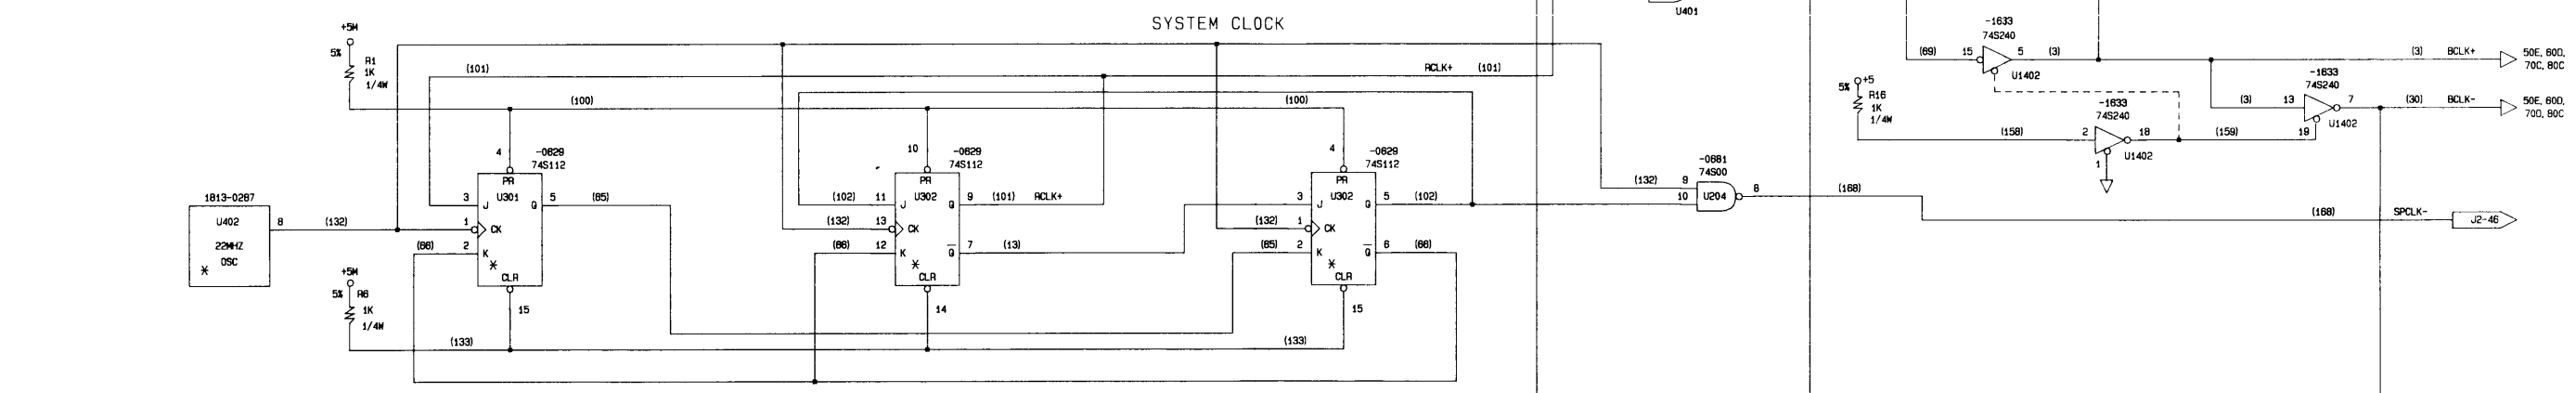 SYSTEM CLOCK
U401
+5M
5%
R1
1K
1/4W
(101)
(100)
(100)
RCLK+ (101)
4
-0629
74S112
PR
3 J U301 Q 5 (65)
1 CK
2 K
CLR
15
10
-0629
74S112
PR
(102) 11 J U302 Q 9 (101) RCLK+
(132) 13 CK
(66) 12 K Q 7 (13)
CLR
14
4
-0629
74S112
PR
3 J U302 Q 5 (102)
(132) 1 CK
(65) 2 K Q 6 (66)
CLR
15
1813-0287
U402
22MHZ
OSC
8 (132)
(66)
+5M
5% R6
1K
1/4W
(133)
(133)
-0681
74S00
(132) 9
10 U204 8 (168)
-1633
74S240
(69) 15 5 (3)
U1402
(3) BCLK+
50E, 60D,
70C, 80C
+5
5%
R16
1K
1/4W
-1633
74S240
(158) 2 18 (159)
1
U1402
-1633
74S240
(3) 13 7 (30) BCLK-
19 U1402
50E, 60D,
70D, 80C
(168) SPCLK- J2-46